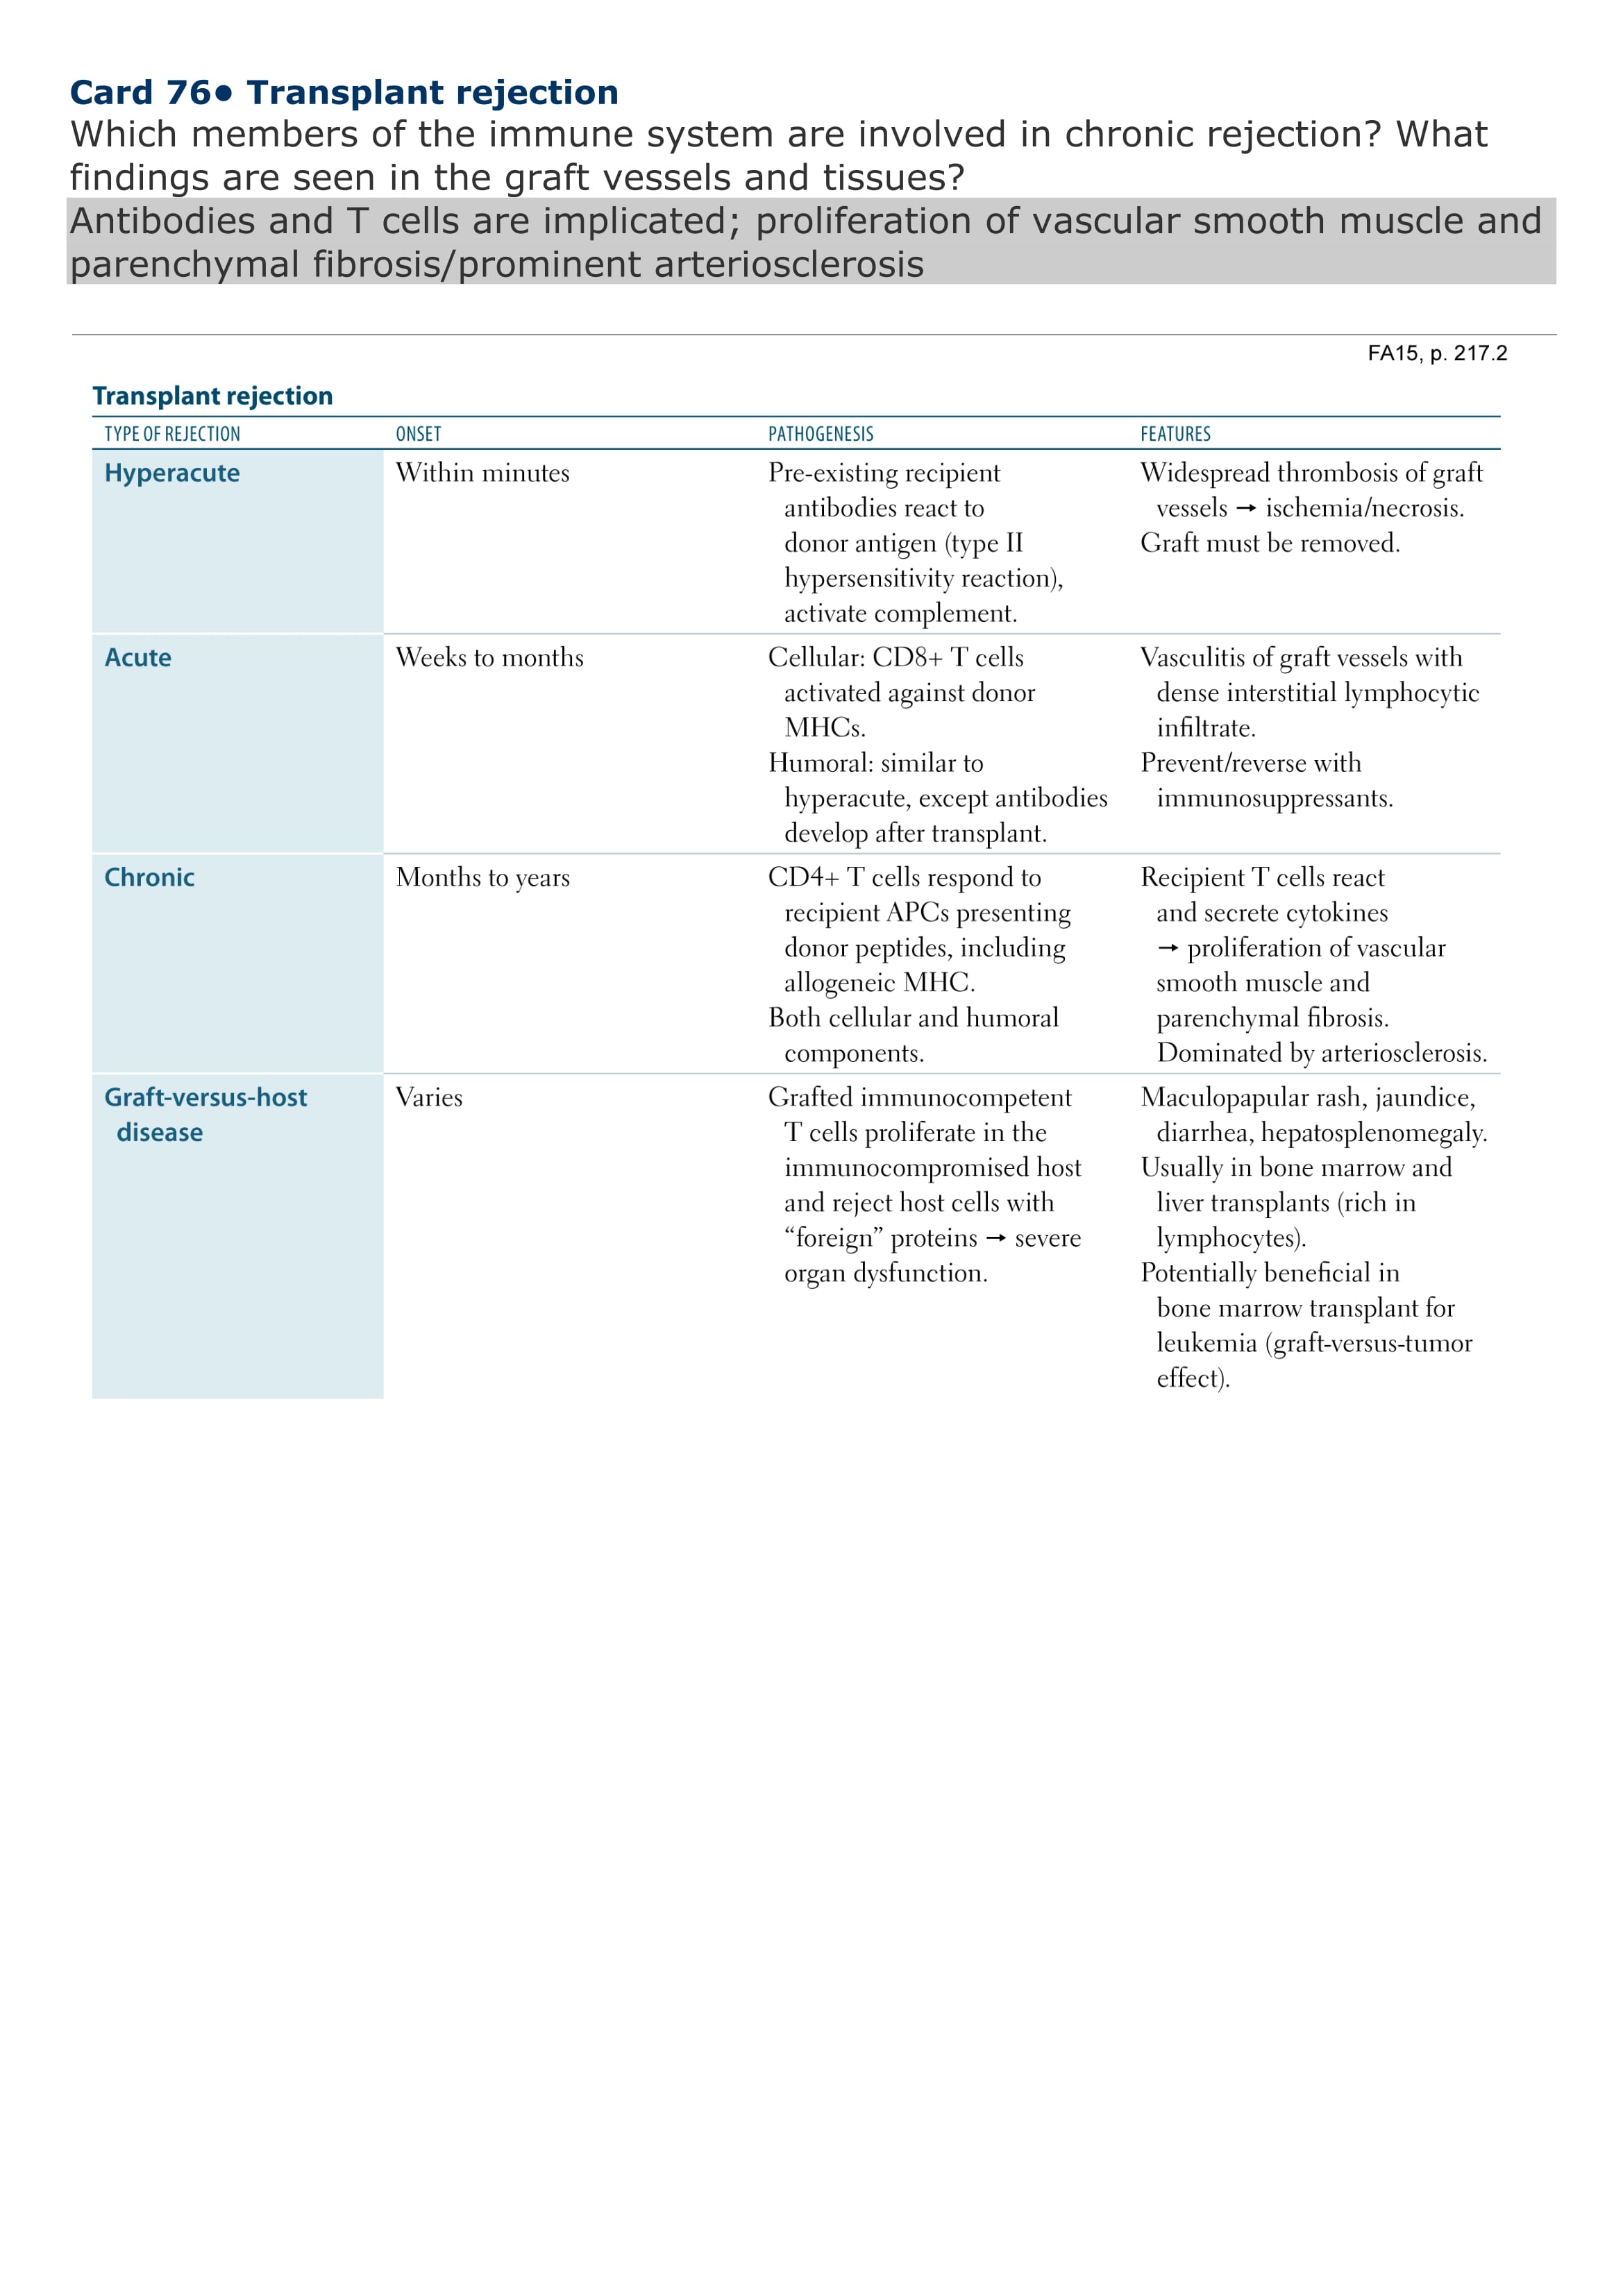 Card 76● Transplant rejection
Which members of the immune system are involved in chronic rejection? What
findings are seen in the graft vessels and tissues?
Antibodies and T cells are implicated; proliferation of vascular smooth muscle and
parenchymal fibrosis/prominent arteriosclerosis
FA15, p. 217.2
Transplant rejection
TYPE OF REJECTION ONSET PATHOGENESIS FEATURES
Hyperacute
Within minutes
Pre-existing recipient
antibodies react to
donor antigen (type II
hypersensitivity reaction),
activate complement.
Widespread thrombosis of graft
vessels → ischemia/necrosis.
Graft must be removed.
Acute
Weeks to months
Cellular: CD8+ T cells
activated against donor
MHCs.
Humoral: similar to
hyperacute, except antibodies
develop after transplant.
Vasculitis of graft vessels with
dense interstitial lymphocytic
infiltrate.
Prevent/reverse with
immunosuppressants.
Chronic
Months to years
CD4+ T cells respond to
recipient APCs presenting
donor peptides, including
allogeneic MHC.
Both cellular and humoral
components.
Recipient T cells react
and secrete cytokines
→ proliferation of vascular
smooth muscle and
parenchymal fibrosis.
Dominated by arteriosclerosis.
Graft-versus-host
disease
Varies
Grafted immunocompetent
T cells proliferate in the
immunocompromised host
and reject host cells with
“foreign” proteins → severe
organ dysfunction.
Maculopapular rash, jaundice,
diarrhea, hepatosplenomegaly.
Usually in bone marrow and
liver transplants (rich in
lymphocytes).
Potentially beneficial in
bone marrow transplant for
leukemia (graft-versus-tumor
effect).